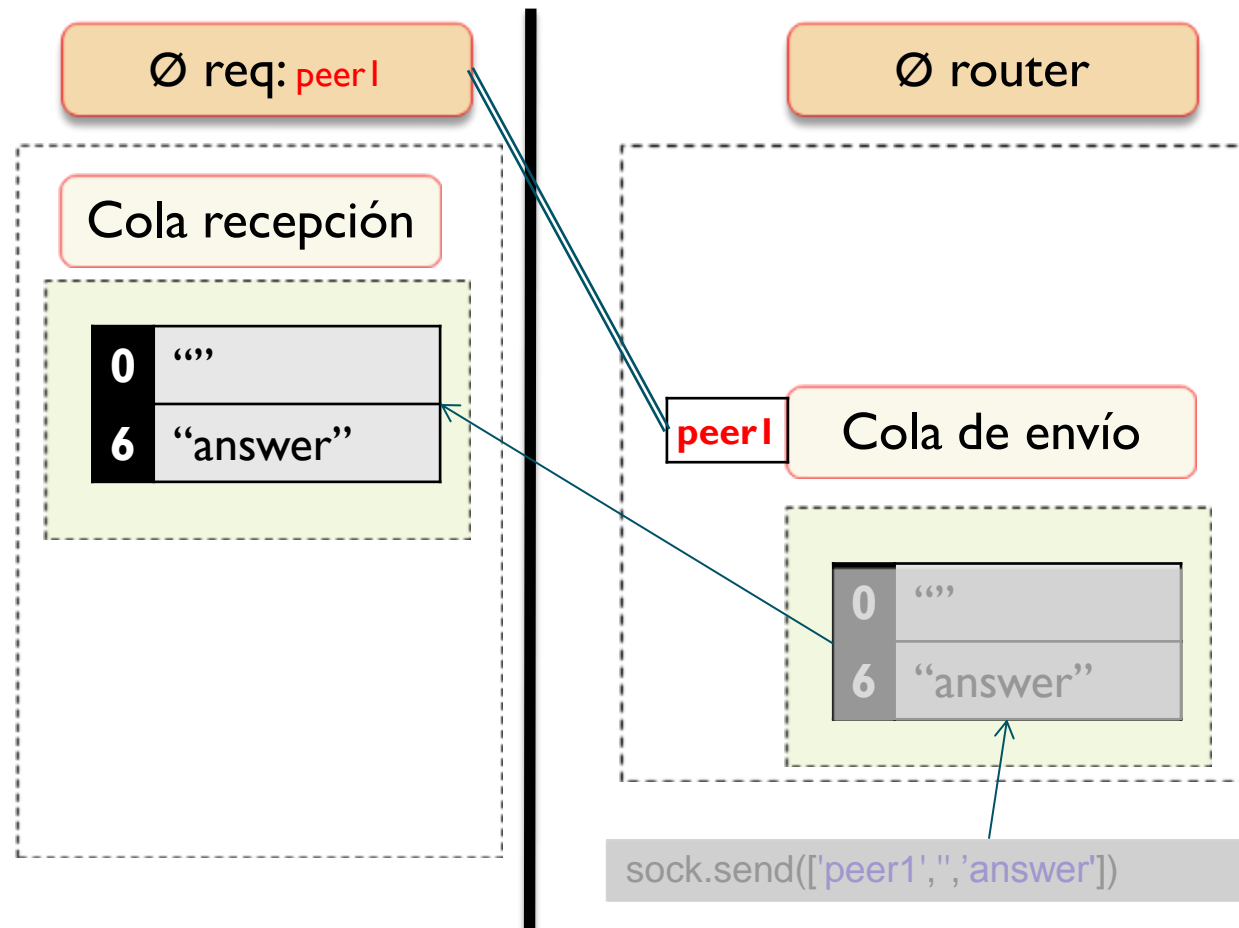 Ø req: peer1
Cola recepción
0 “”
6 “answer”
Ø router
peer1
Cola de envío
0 “”
6 “answer”
sock.send(['peer1','','answer'])